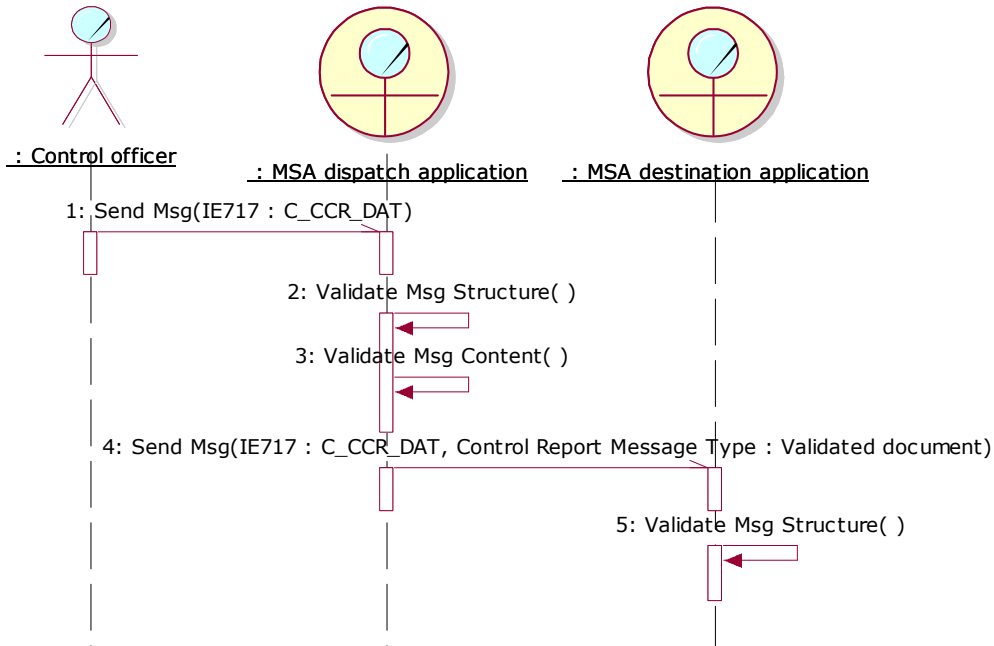 : Control officer
: MSA dispatch application
: MSA destination application
1: Send Msg(IE717 : C_CCR_DAT)
2: Validate Msg Structure( )
3: Validate Msg Content( )
4: Send Msg(IE717 : C_CCR_DAT, Control Report Message Type : Validated document)
5: Validate Msg Structure( )